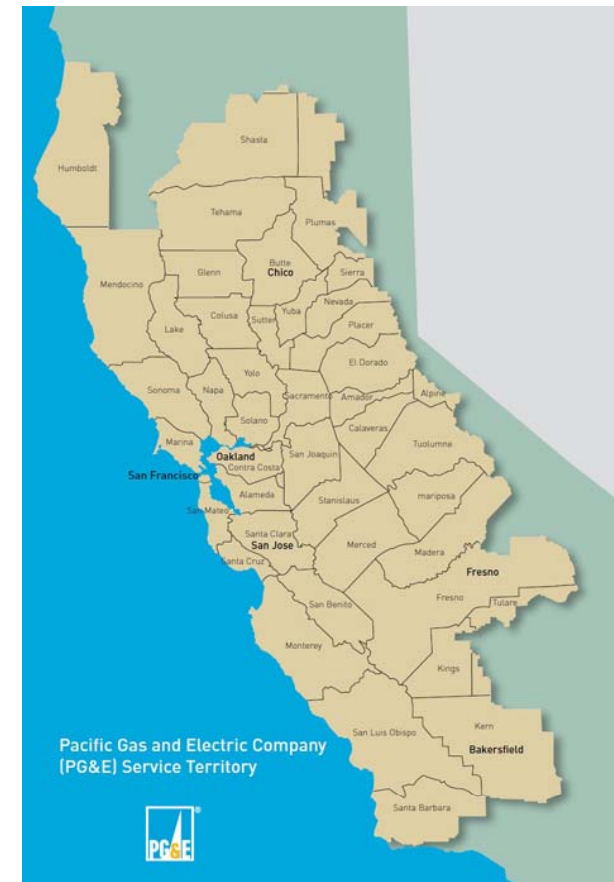 Shasta
Humboldt
Tehama
Plumas
Butte
Chico
Glenn
Sierra
Mendocino
Nevada
Colusa
Sutter
Yuba
Lake
Placer
El Dorado
Yolo
Sonoma
Napa
Sacramento
Amador
Alpine
Solano
Calaveras
Marina
Tuolumne
Oakland
San Joaquin
Contra Costa
San Francisco
Alameda
Stanislaus
mariposa
San Mateo
Santa Clara
San Jose
Merced
Madera
Santa Cruz
Fresno
Fresno
Tulare
San Benito
Monterey
Kings
San Luis Obispo
Kern
Bakersfield
Pacific Gas and Electric Company
(PG&E) Service Territory
Santa Barbara
PG&E®